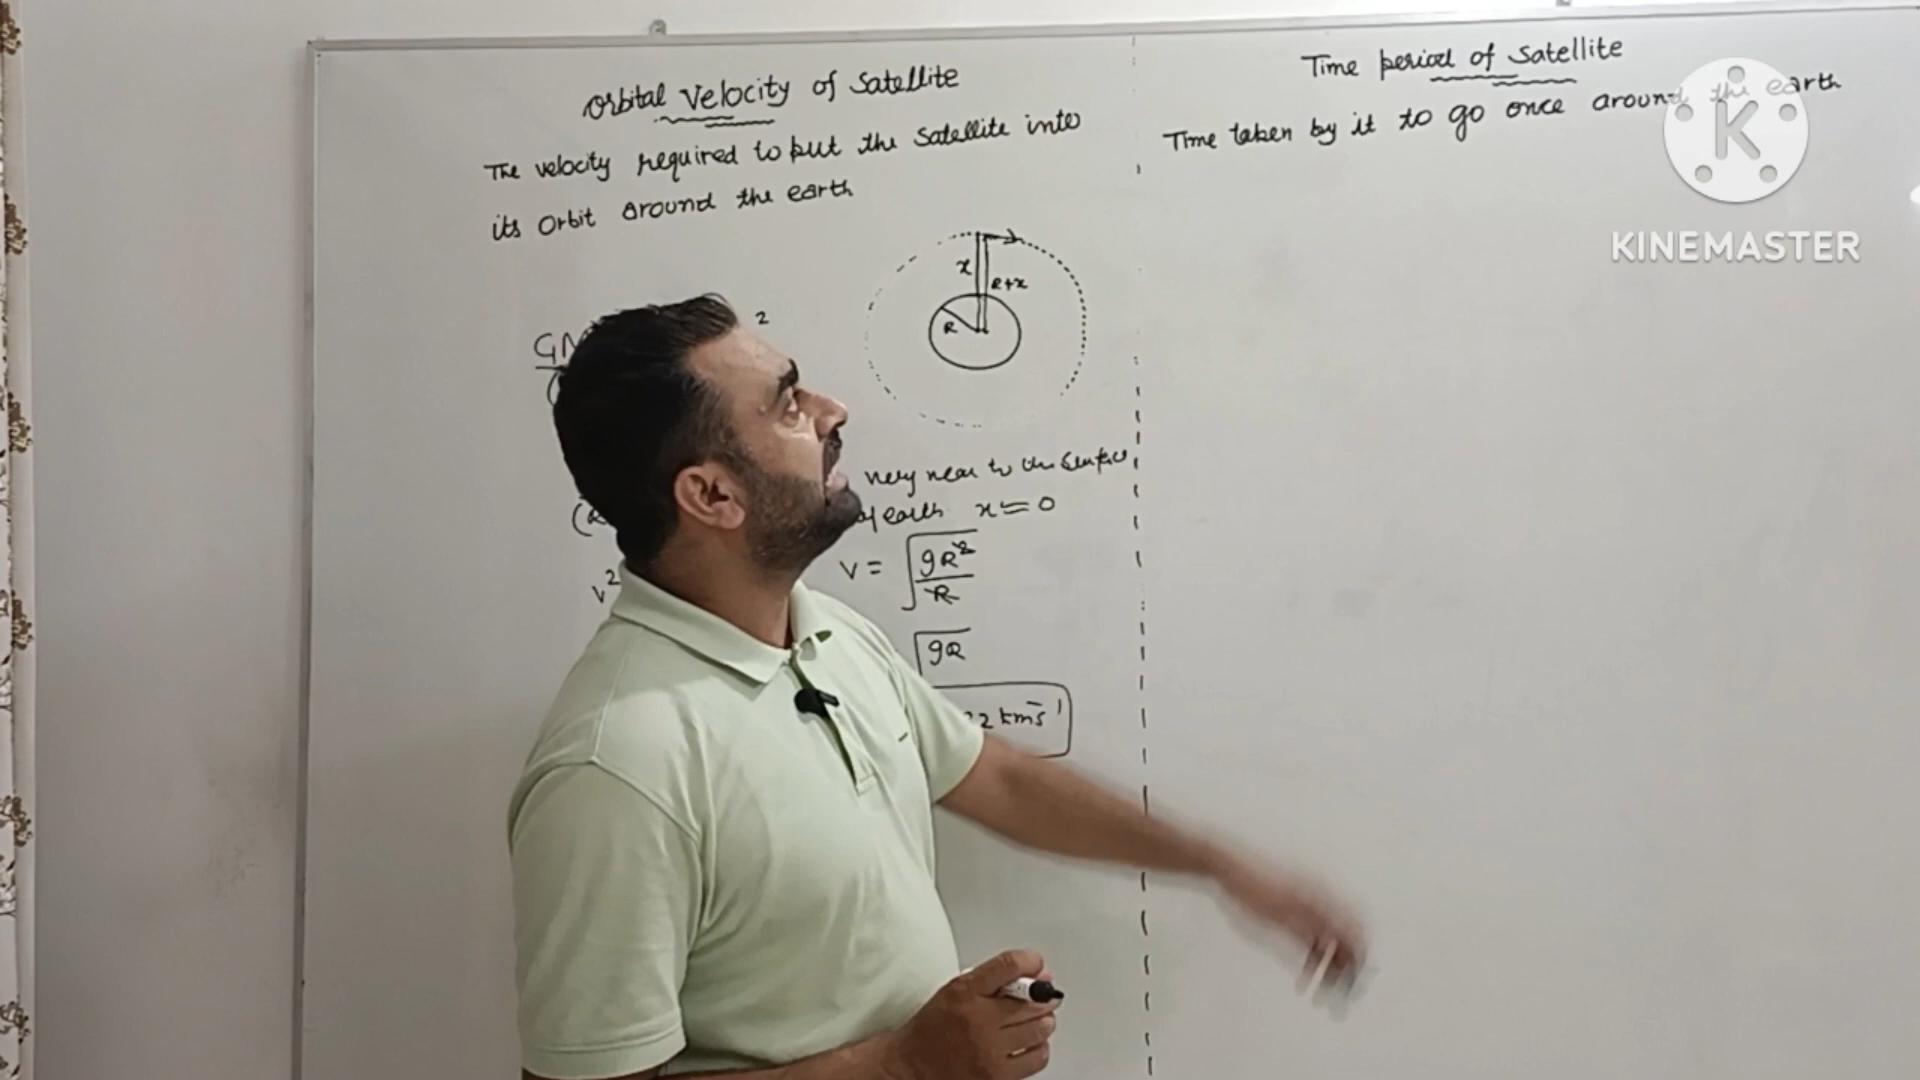 Orbital Velocity of Satellite
The velocity required to put the satellite into
its orbit around the earth
x
R+x
R
2
GM
very near to the surface
of earth x = 0
v²
v = √gR²/R
√gR
2 kms⁻¹
Time period of Satellite
Time taken by it to go once around the earth
K
KINEMASTER